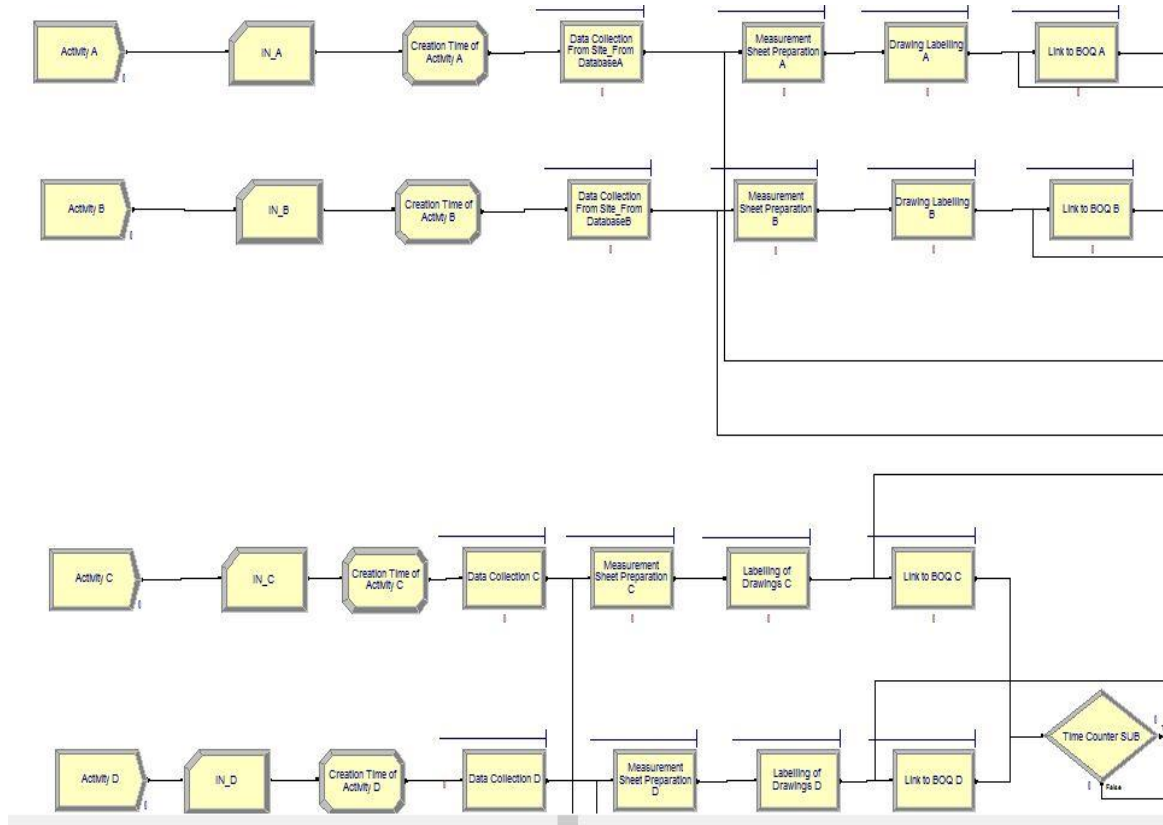 Activity A
IN_A
Creation Time of
Activity A
Data Collection
From Site_From
DatabaseA
Measurement
Sheet Preparation
A
Drawing Labelling
A
Link to BOQ A
Activity B
IN_B
Creation Time of
Activity B
Data Collection
From Site_From
DatabaseB
Measurement
Sheet Preparation
B
Drawing Labelling
B
Link to BOQ B
Activity C
IN_C
Creation Time of
Activity C
Data Collection C
Measurement
Sheet Preparation
C
Labelling of
Drawings C
Link to BOQ C
Activity D
IN_D
Creation Time of
Activity D
Data Collection D
Measurement
Sheet Preparation
D
Labelling of
Drawings D
Link to BOQ D
Time Counter SUB
False